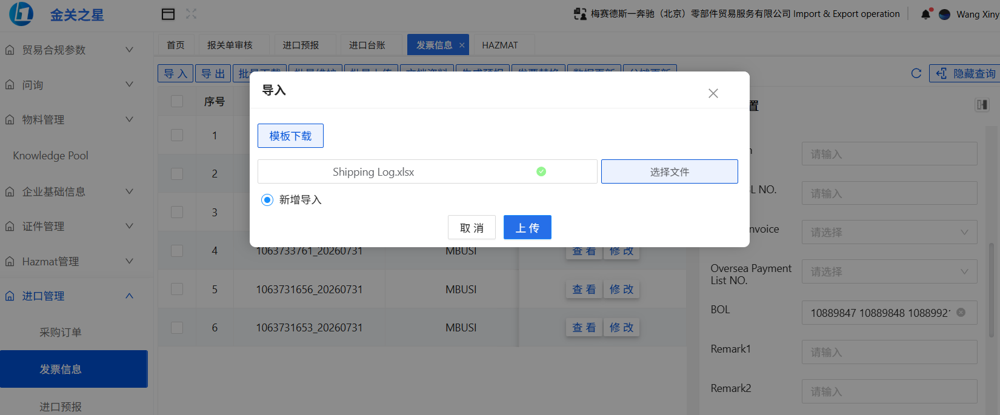 金关之星
梅赛德斯一奔驰（北京）零部件贸易服务有限公司 Import & Export operation
Wang Xiny
贸易合规参数
问询
物料管理
Knowledge Pool
企业基础信息
证件管理
Hazmat管理
进口管理
采购订单
发票信息
进口预报
首页
报关单审核
进口预报
进口台账
发票信息
HAZMAT
导 入
导 出
隐藏查询
序号
1
2
3
4
1063733761_20260731
MBUSI
查 看
修 改
5
1063731656_20260731
MBUSI
查 看
修 改
6
1063731653_20260731
MBUSI
查 看
修 改
导入
模板下载
Shipping Log.xlsx
选择文件
新增导入
取 消
上 传
置
请输入
L NO.
请输入
nvoice
请选择
Oversea Payment
List NO.
请选择
BOL
10889847 10889848 1088992
Remark1
请输入
Remark2
请输入